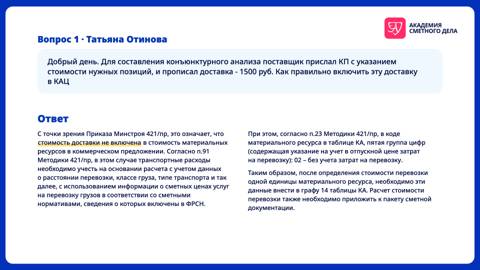 АКАДЕМИЯ
СМЕТНОГО ДЕЛА
Вопрос 1 · Татьяна Отинова
Добрый день. Для составления конъюнктурного анализа поставщик прислал КП с указанием
стоимости нужных позиций, и прописал доставка - 1500 руб. Как правильно включить эту доставку
в КАЦ
Ответ
С точки зрения Приказа Минстроя 421/пр, это означает, что
стоимость доставки не включена в стоимость материальных
ресурсов в коммерческом предложении. Согласно п.91
Методики 421/пр, в этом случае транспортные расходы
необходимо учесть на основании расчета с учетом данных
о расстоянии перевозки, классе груза, типе транспорта и так
далее, с использованием информации о сметных ценах услуг
на перевозку грузов в соответствии со сметными
нормативами, сведения о которых включены в ФРСН.
При этом, согласно п.23 Методики 421/пр, в коде
материального ресурса в таблице КА, пятая группа цифр
(содержащая указание на учет в отпускной цене затрат
на перевозку): 02 – без учета затрат на перевозку.
Таким образом, после определения стоимости перевозки
одной единицы материального ресурса, необходимо эти
данные внести в графу 14 таблицы КА. Расчет стоимости
перевозки также необходимо приложить к пакету сметной
документации.